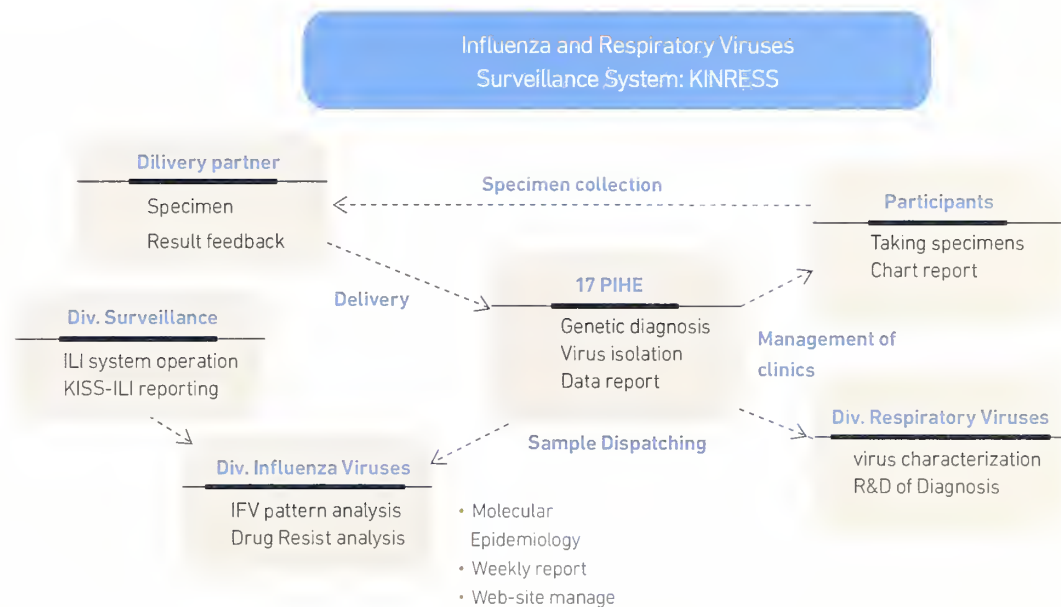 Influenza and Respiratory Viruses
Surveillance System: KINRESS
Dilivery partner
Specimen
Result feedback
Specimen collection
Participants
Taking specimens
Chart report
Delivery
17 PIHE
Genetic diagnosis
Virus isolation
Data report
Div. Surveillance
ILI system operation
KISS-ILI reporting
Management of
clinics
Sample Dispatching
Div. Respiratory Viruses
virus characterization
R&D of Diagnosis
Div. Influenza Viruses
IFV pattern analysis
Drug Resist analysis
• Molecular
Epidemiology
• Weekly report
• Web-site manage